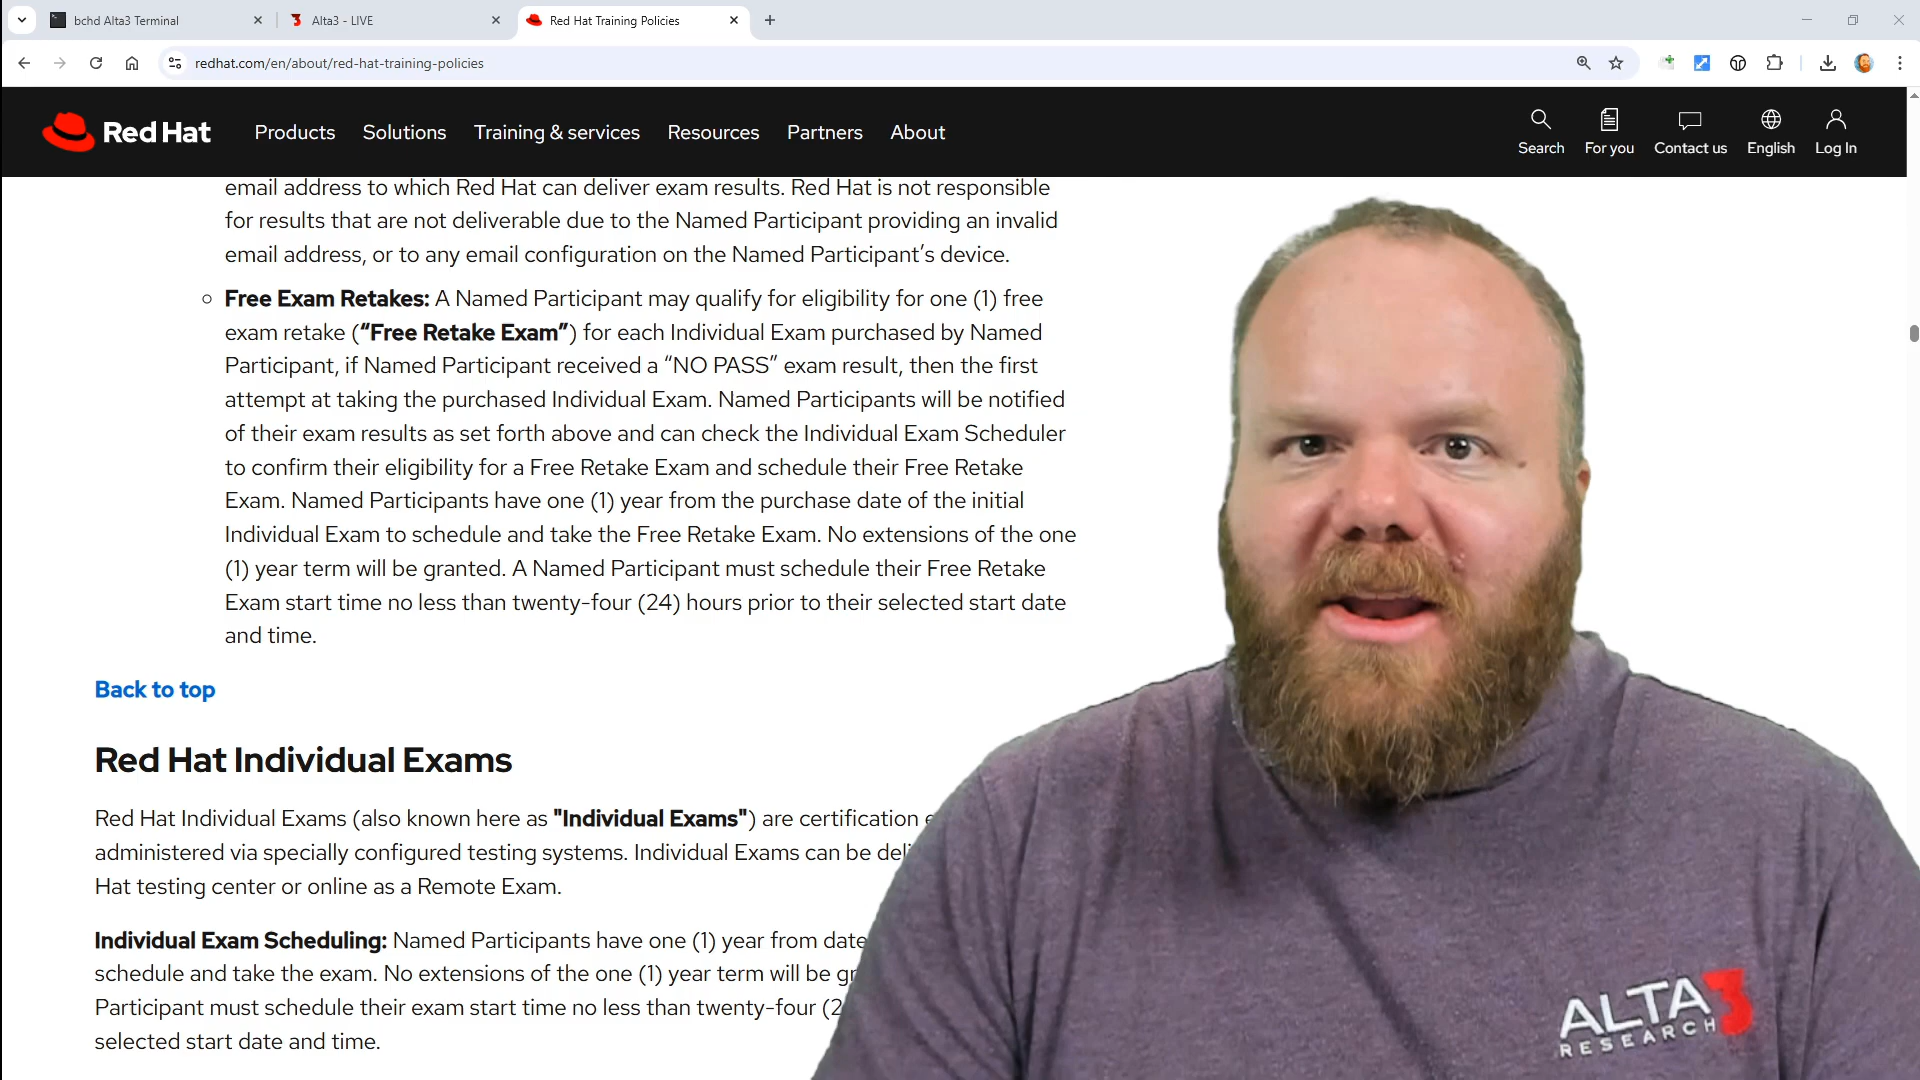 bchd Alta3 Terminal
Alta3 - LIVE
Red Hat Training Policies
redhat.com/en/about/red-hat-training-policies
Red Hat
Products
Solutions
Training & services
Resources
Partners
About
Search
For you
Contact us
English
Log In
email address to which Red Hat can deliver exam results. Red Hat is not responsible
for results that are not deliverable due to the Named Participant providing an invalid
email address, or to any email configuration on the Named Participant’s device.
Free Exam Retakes: A Named Participant may qualify for eligibility for one (1) free
exam retake (“Free Retake Exam”) for each Individual Exam purchased by Named
Participant, if Named Participant received a “NO PASS” exam result, then the first
attempt at taking the purchased Individual Exam. Named Participants will be notified
of their exam results as set forth above and can check the Individual Exam Scheduler
to confirm their eligibility for a Free Retake Exam and schedule their Free Retake
Exam. Named Participants have one (1) year from the purchase date of the initial
Individual Exam to schedule and take the Free Retake Exam. No extensions of the one
(1) year term will be granted. A Named Participant must schedule their Free Retake
Exam start time no less than twenty-four (24) hours prior to their selected start date
and time.
Back to top
Red Hat Individual Exams
Red Hat Individual Exams (also known here as "Individual Exams") are certification
administered via specially configured testing systems. Individual Exams can be
Hat testing center or online as a Remote Exam.
Individual Exam Scheduling: Named Participants have one (1) year from date
schedule and take the exam. No extensions of the one (1) year term will be
Participant must schedule their exam start time no less than twenty-four
selected start date and time.
ALTA3
RESEARCH